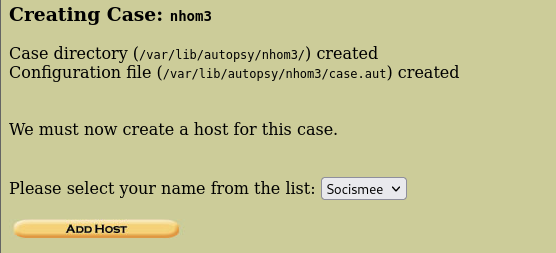 Creating Case: nhom3
Case directory (/var/lib/autopsy/nhom3/) created
Configuration file (/var/lib/autopsy/nhom3/case.aut) created
We must now create a host for this case.
Please select your name from the list: Socismee
ADD HOST